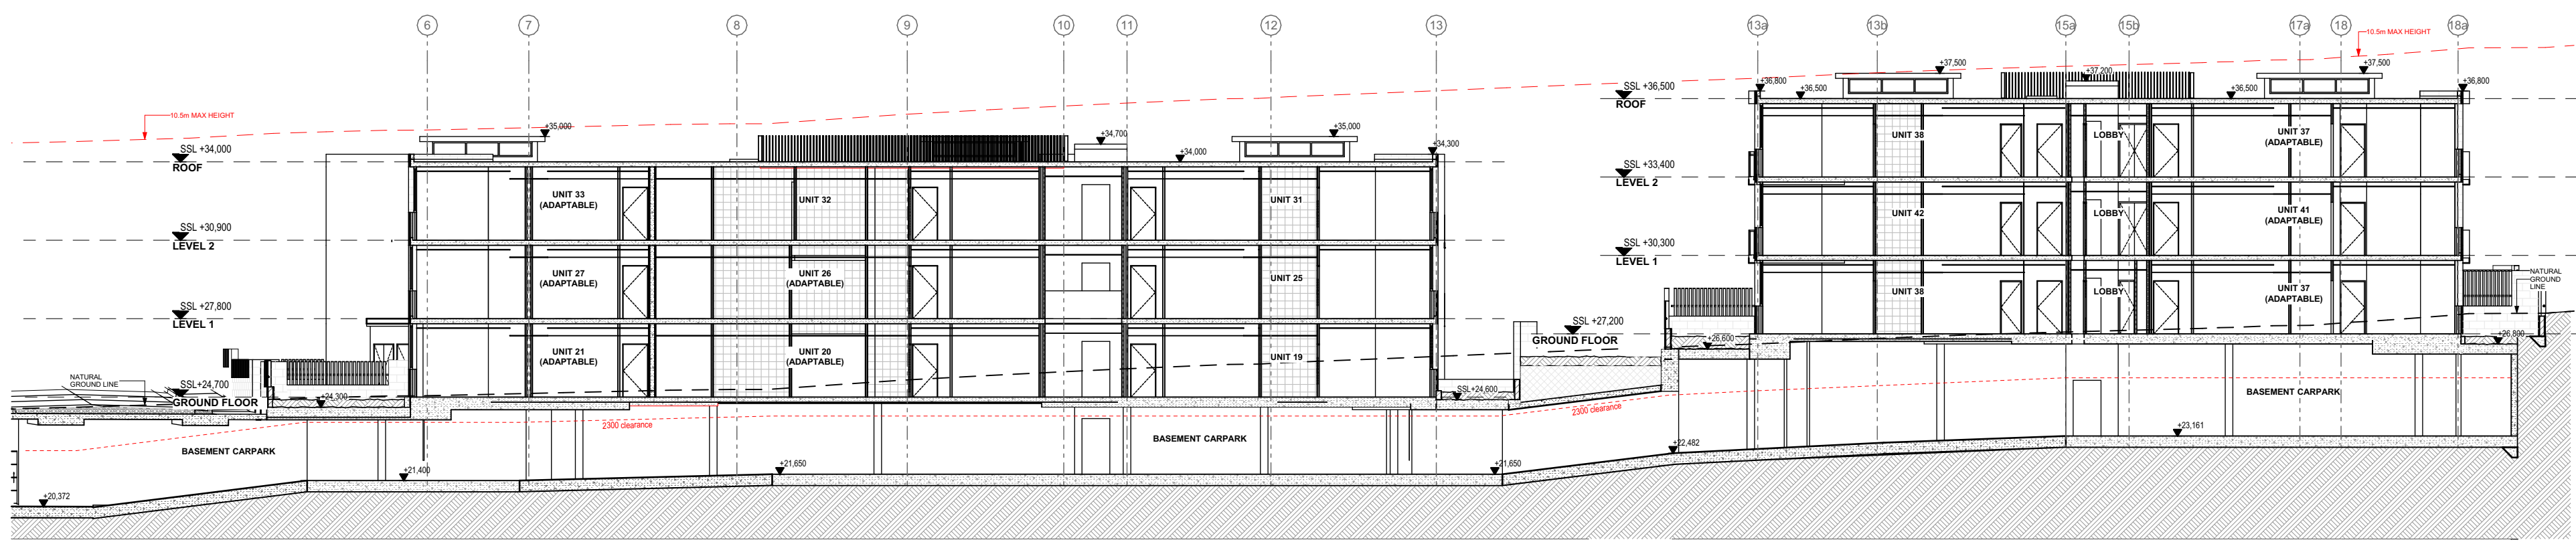 6 7 8 9 10 11 12 13 13a 13b 15a 15b 17a 18 18a
10.5m MAX HEIGHT
10.5m MAX HEIGHT
SSL +34,000
ROOF
SSL +30,900
LEVEL 2
SSL +27,800
LEVEL 1
SSL+24,700
GROUND FLOOR
NATURAL
GROUND LINE
+24,300
+35,000
+34,700
+34,000
+35,000
+34,300
UNIT 33
(ADAPTABLE)
UNIT 32
UNIT 31
UNIT 27
(ADAPTABLE)
UNIT 26
(ADAPTABLE)
UNIT 25
UNIT 21
(ADAPTABLE)
UNIT 20
(ADAPTABLE)
UNIT 19
SSL+24,600
2300 clearance
BASEMENT CARPARK
BASEMENT CARPARK
+20,372
+21,400
+21,650
+21,650
SSL +36,500
ROOF
SSL +33,400
LEVEL 2
SSL +30,300
LEVEL 1
SSL +27,200
GROUND FLOOR
+36,800
+36,500
+37,500
+37,200
+36,500
+37,500
+36,800
UNIT 38
LOBBY
UNIT 37
(ADAPTABLE)
UNIT 42
LOBBY
UNIT 41
(ADAPTABLE)
UNIT 38
LOBBY
UNIT 37
(ADAPTABLE)
NATURAL
GROUND
LINE
+26,600
+26,800
2300 clearance
BASEMENT CARPARK
+22,482
+23,161